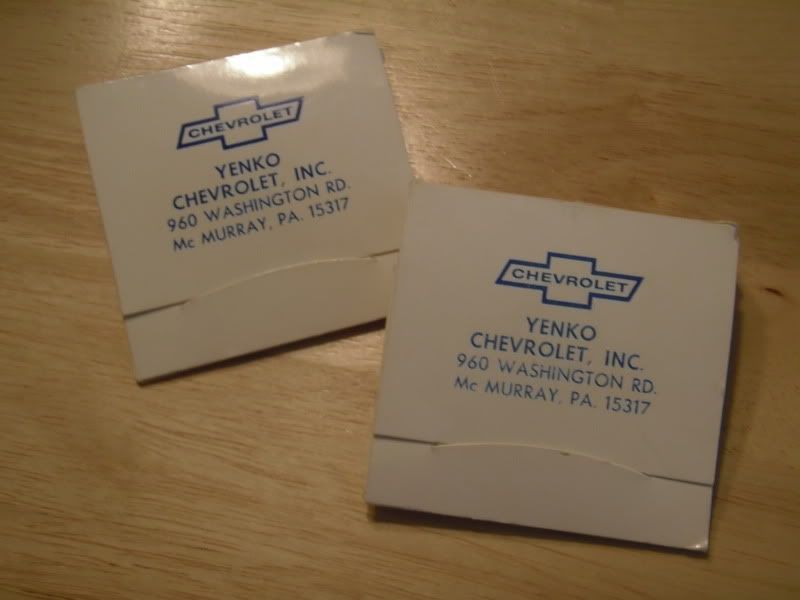 CHEVROLET
YENKO
CHEVROLET, INC.
960 WASHINGTON RD.
Mc MURRAY, PA. 15317
CHEVROLET
YENKO
CHEVROLET, INC.
960 WASHINGTON RD.
Mc MURRAY, PA. 15317